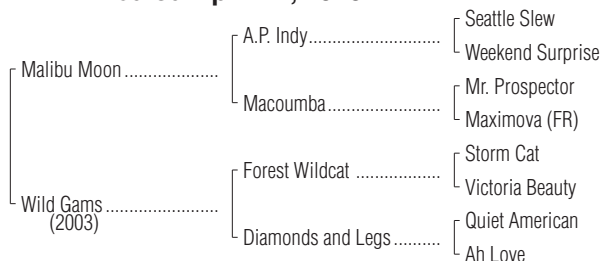 Seattle Slew
A.P. Indy
Weekend Surprise
Malibu Moon
Mr. Prospector
Macoumba
Maximova (FR)
Storm Cat
Forest Wildcat
Victoria Beauty
Wild Gams
(2003)
Quiet American
Diamonds and Legs
Ah Love